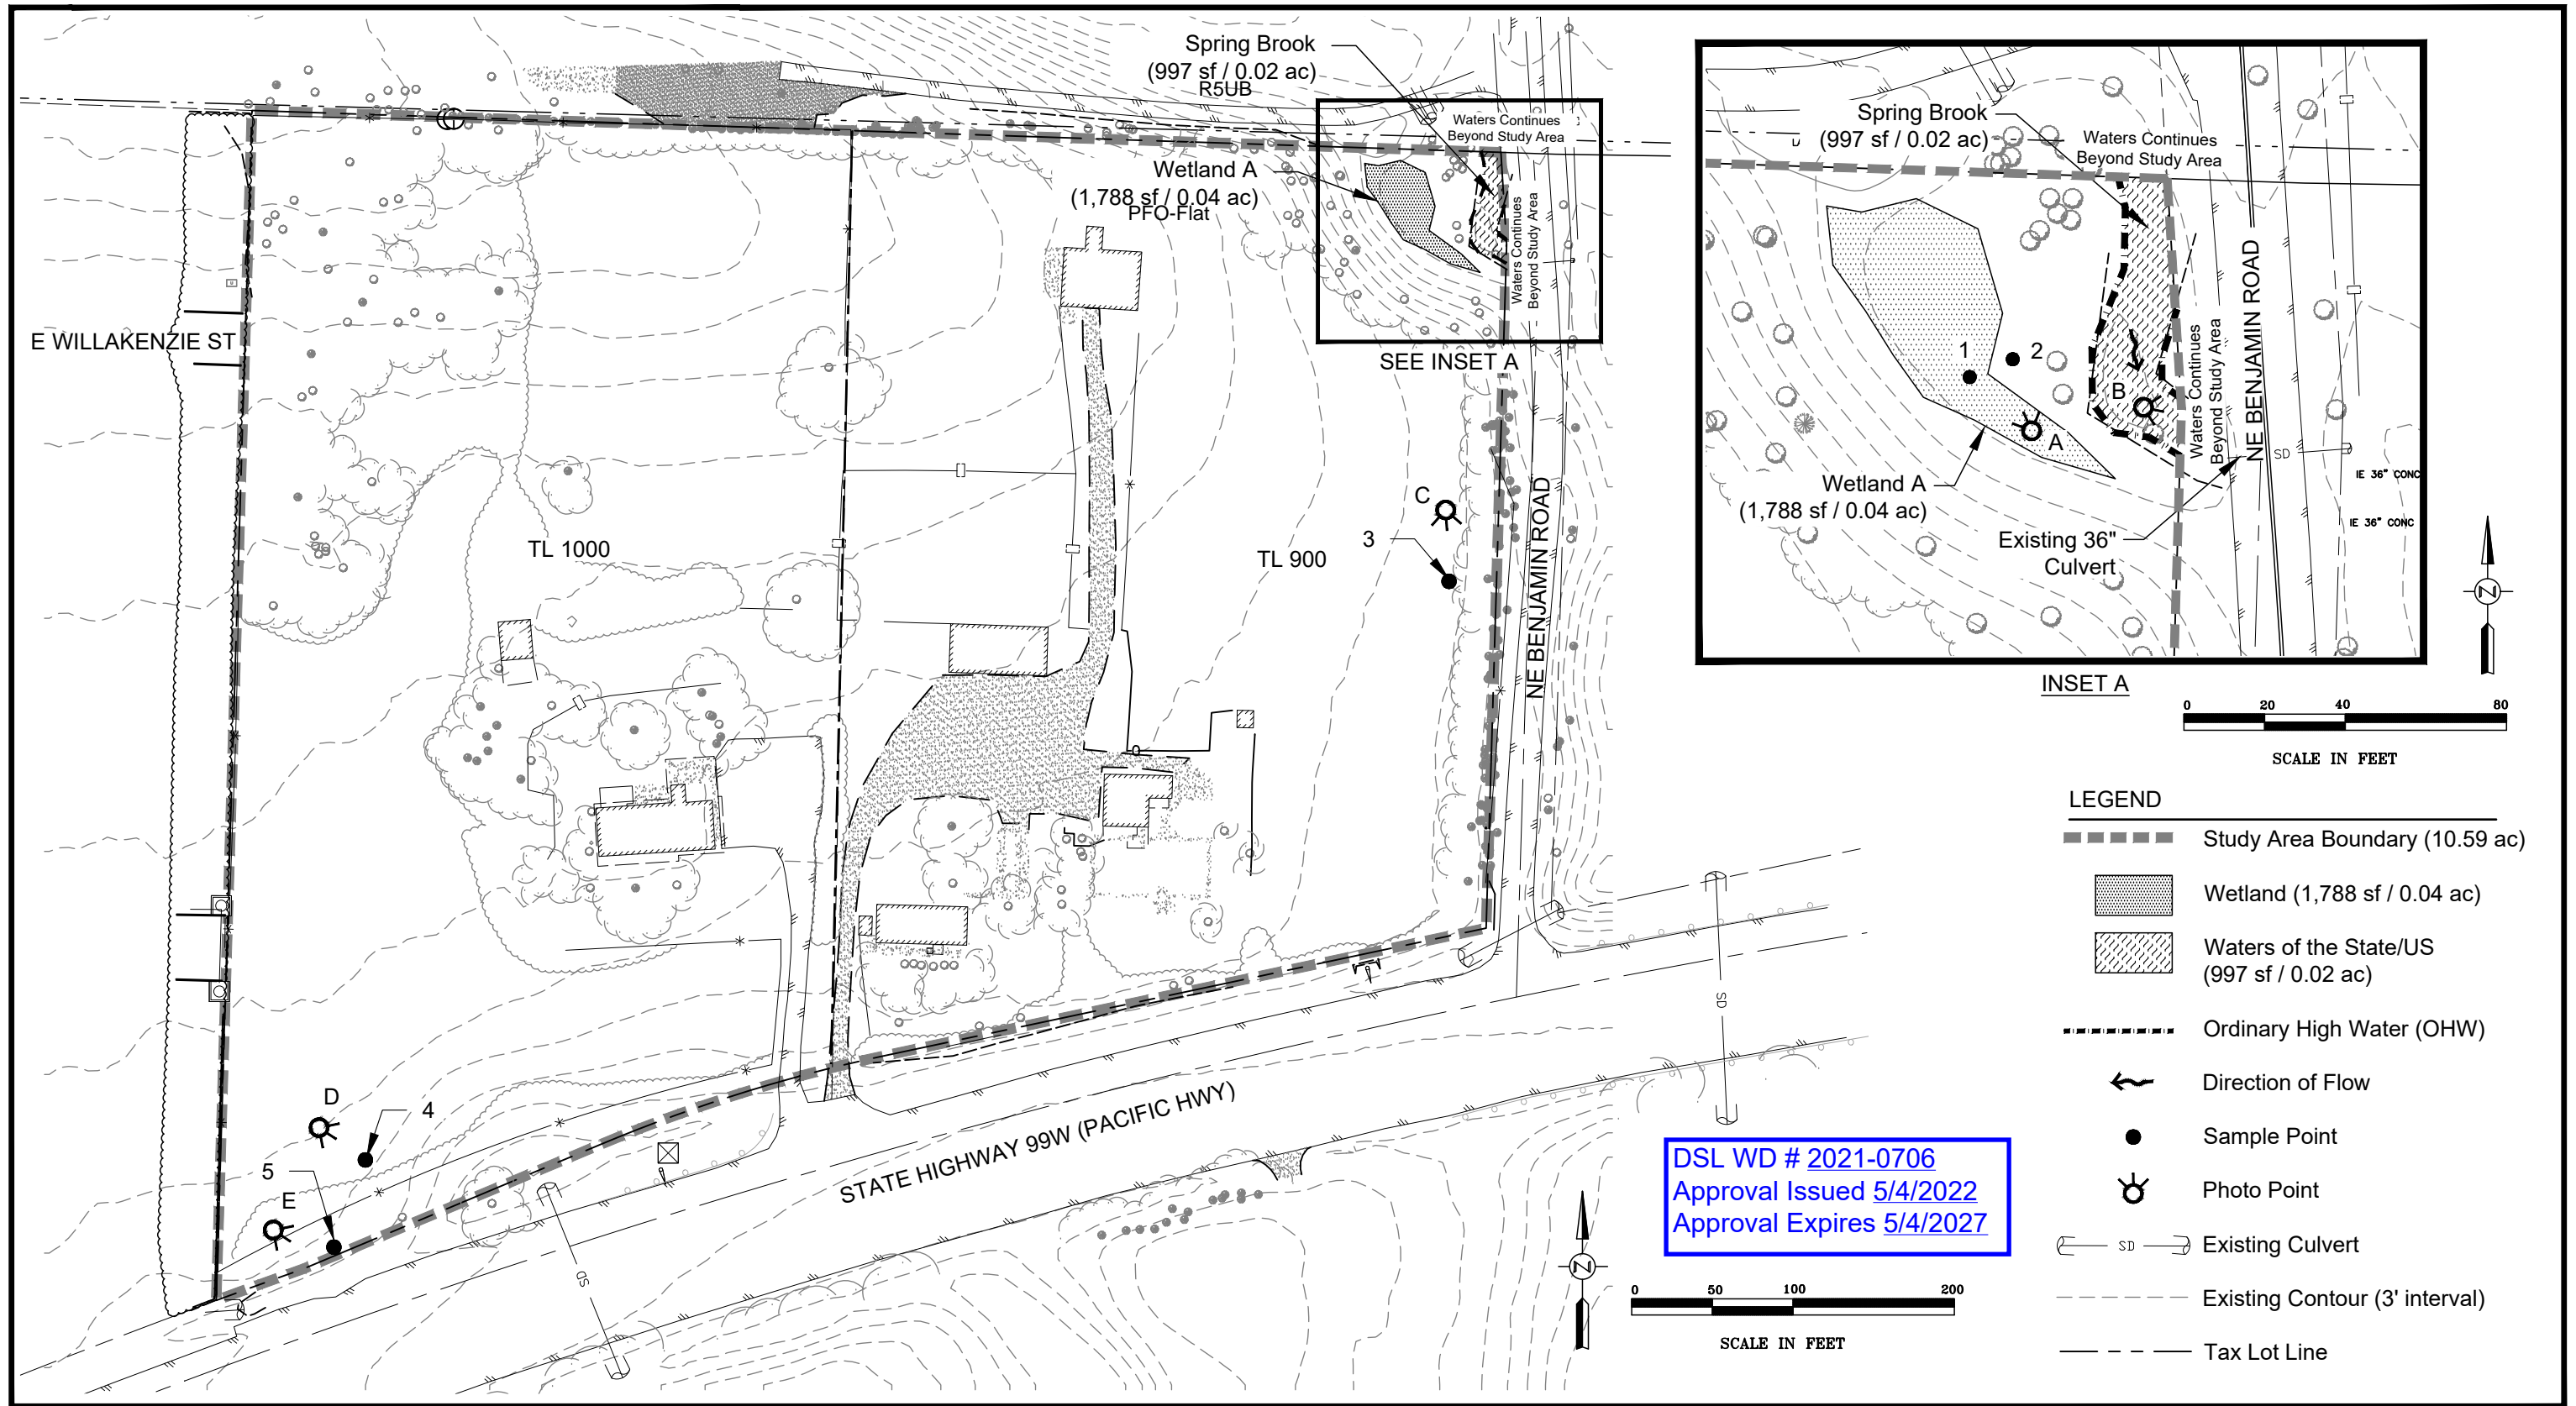 Spring Brook
(997 sf / 0.02 ac)
R5UB
Waters Continues
Beyond Study Area
Wetland A
(1,788 sf / 0.04 ac)
PFO-Flat
Waters Continues
Beyond Study Area
SEE INSET A
E WILLAKENZIE ST
TL 1000
TL 900
C
3
NE BENJAMIN ROAD
D
4
5
E
STATE HIGHWAY 99W (PACIFIC HWY)
SD
SD
Spring Brook
(997 sf / 0.02 ac)
Waters Continues
Beyond Study Area
1
2
B
A
Waters Continues
Beyond Study Area
NE BENJAMIN ROAD
SD
IE 36" CONC
IE 36" CONC
Wetland A
(1,788 sf / 0.04 ac)
Existing 36"
Culvert
INSET A
N
0 20 40 80
SCALE IN FEET
LEGEND
Study Area Boundary (10.59 ac)
Wetland (1,788 sf / 0.04 ac)
Waters of the State/US
(997 sf / 0.02 ac)
Ordinary High Water (OHW)
Direction of Flow
Sample Point
Photo Point
SD
Existing Culvert
Existing Contour (3' interval)
Tax Lot Line
DSL WD # 2021-0706
Approval Issued 5/4/2022
Approval Expires 5/4/2027
N
0 50 100 200
SCALE IN FEET